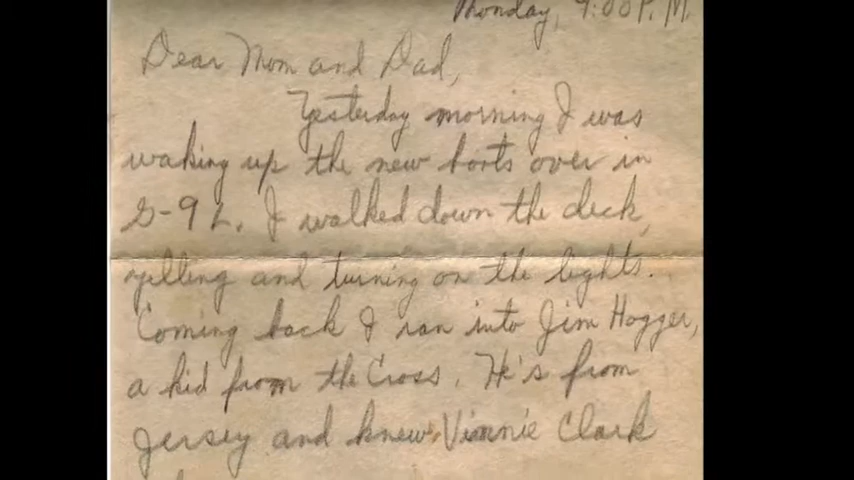 Monday, 9:00 P.M.
Dear Mom and Dad,
Yesterday morning I was
waking up the new boots over in
G-9L. I walked down the deck,
yelling and turning on the lights.
Coming back I ran into Jim Hogger,
a kid from the Cross. He's from
Jersey and knew Vinnie Clark